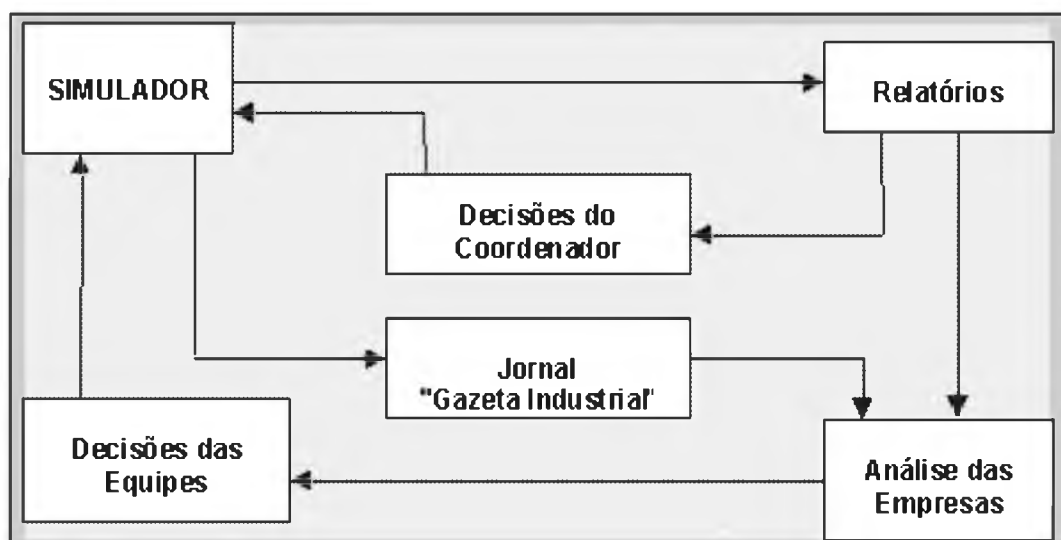 SIMULADOR
Relatórios
Decisões do
Coordenador
Jornal
"Gazeta Industrial"
Decisões das
Equipes
Análise das
Empresas